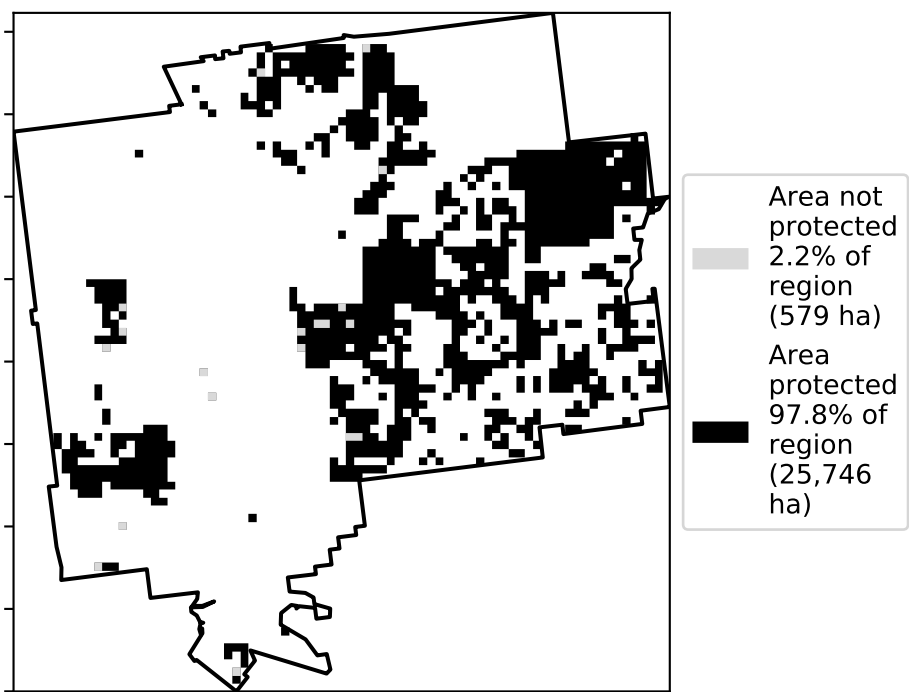 Area not
protected
2.2% of
region
(579 ha)
Area
protected
97.8% of
region
(25,746
ha)